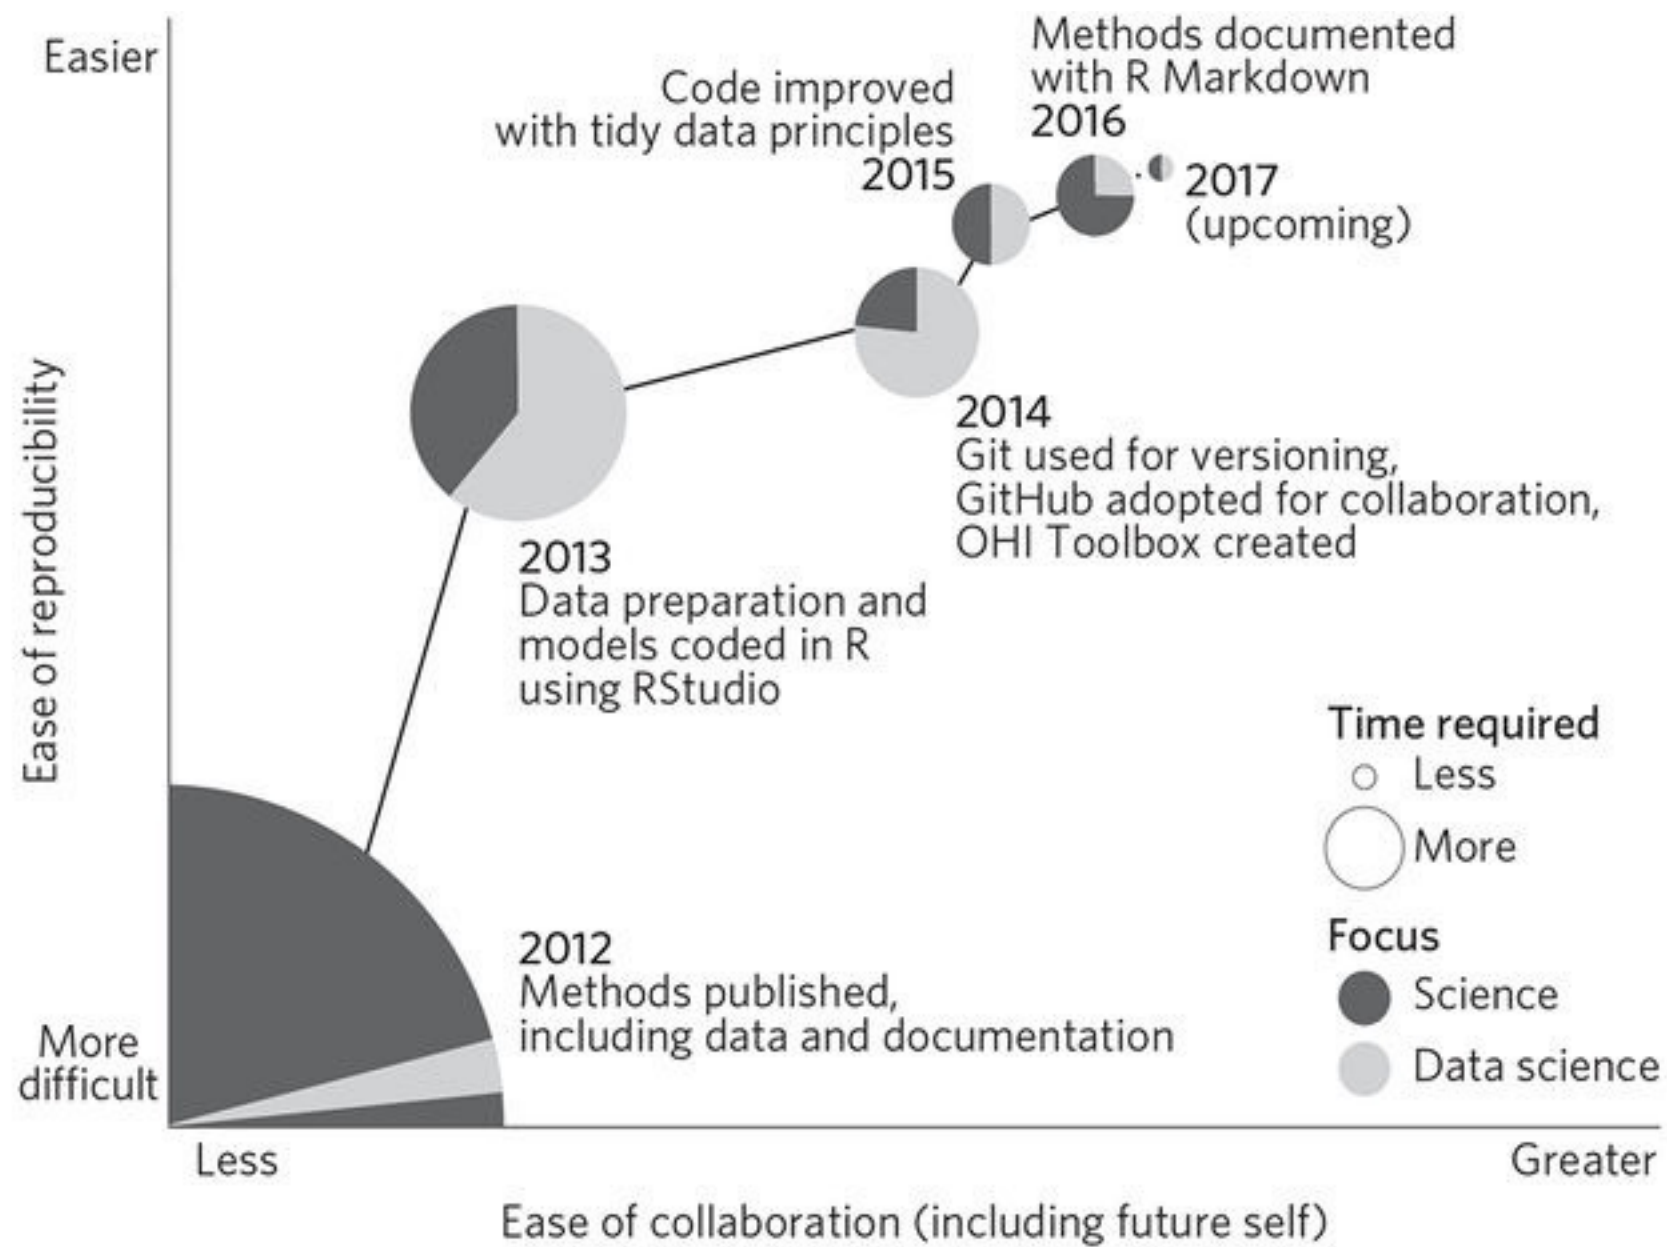 Easier
Methods documented
with R Markdown
2016
Code improved
with tidy data principles
2015
2017
(upcoming)
2014
Git used for versioning,
GitHub adopted for collaboration,
OHI Toolbox created
2013
Data preparation and
models coded in R
using RStudio
Ease of reproducibility
Time required
Less
More
Focus
Science
Data science
2012
Methods published,
including data and documentation
More
difficult
Less
Greater
Ease of collaboration (including future self)